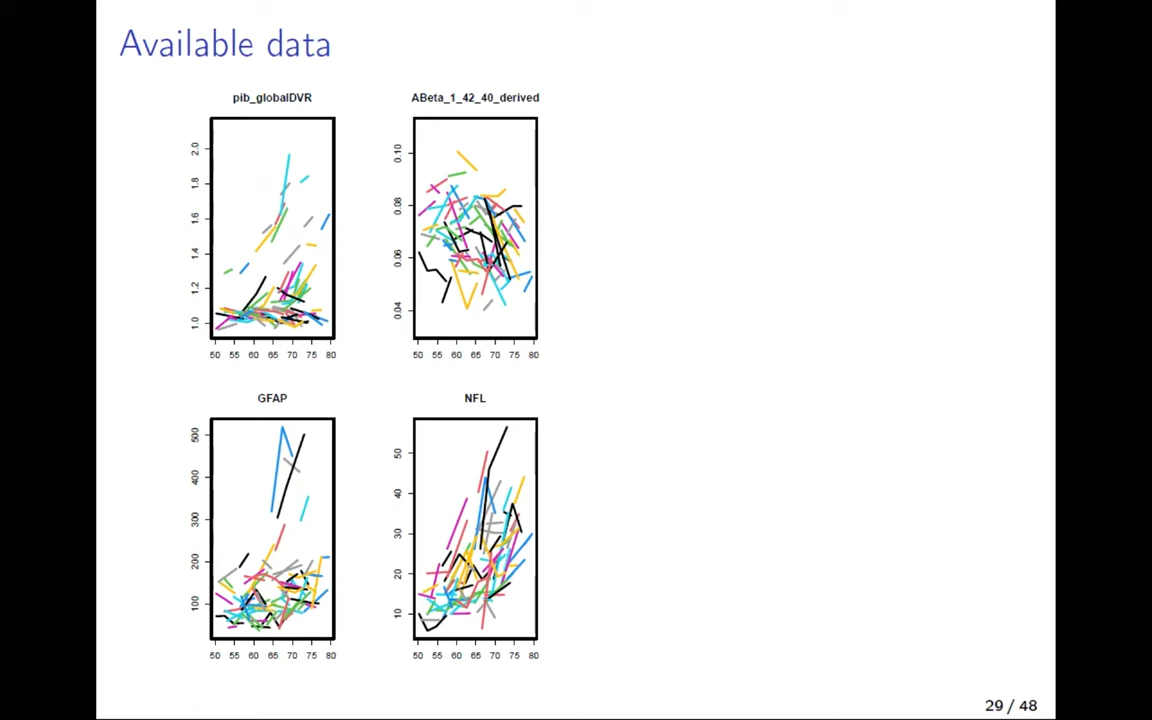 Available data
pib_globalDVR
ABeta_1_42_40_derived
2.0
1.8
1.6
1.4
1.2
1.0
0.10
0.08
0.06
0.04
50 55 60 65 70 75 80
50 55 60 65 70 75 80
GFAP
NFL
500
400
300
200
100
50
40
30
20
10
50 55 60 65 70 75 80
50 55 60 65 70 75 80
29 / 48